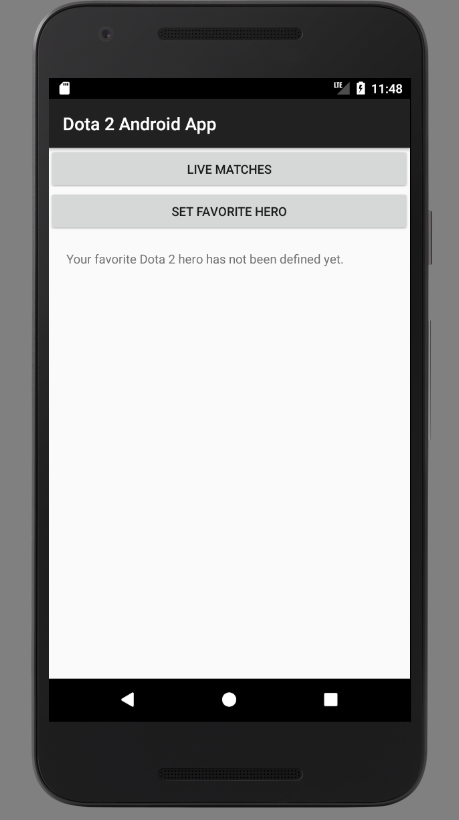 LTE 11:48
Dota 2 Android App
LIVE MATCHES
SET FAVORITE HERO
Your favorite Dota 2 hero has not been defined yet.